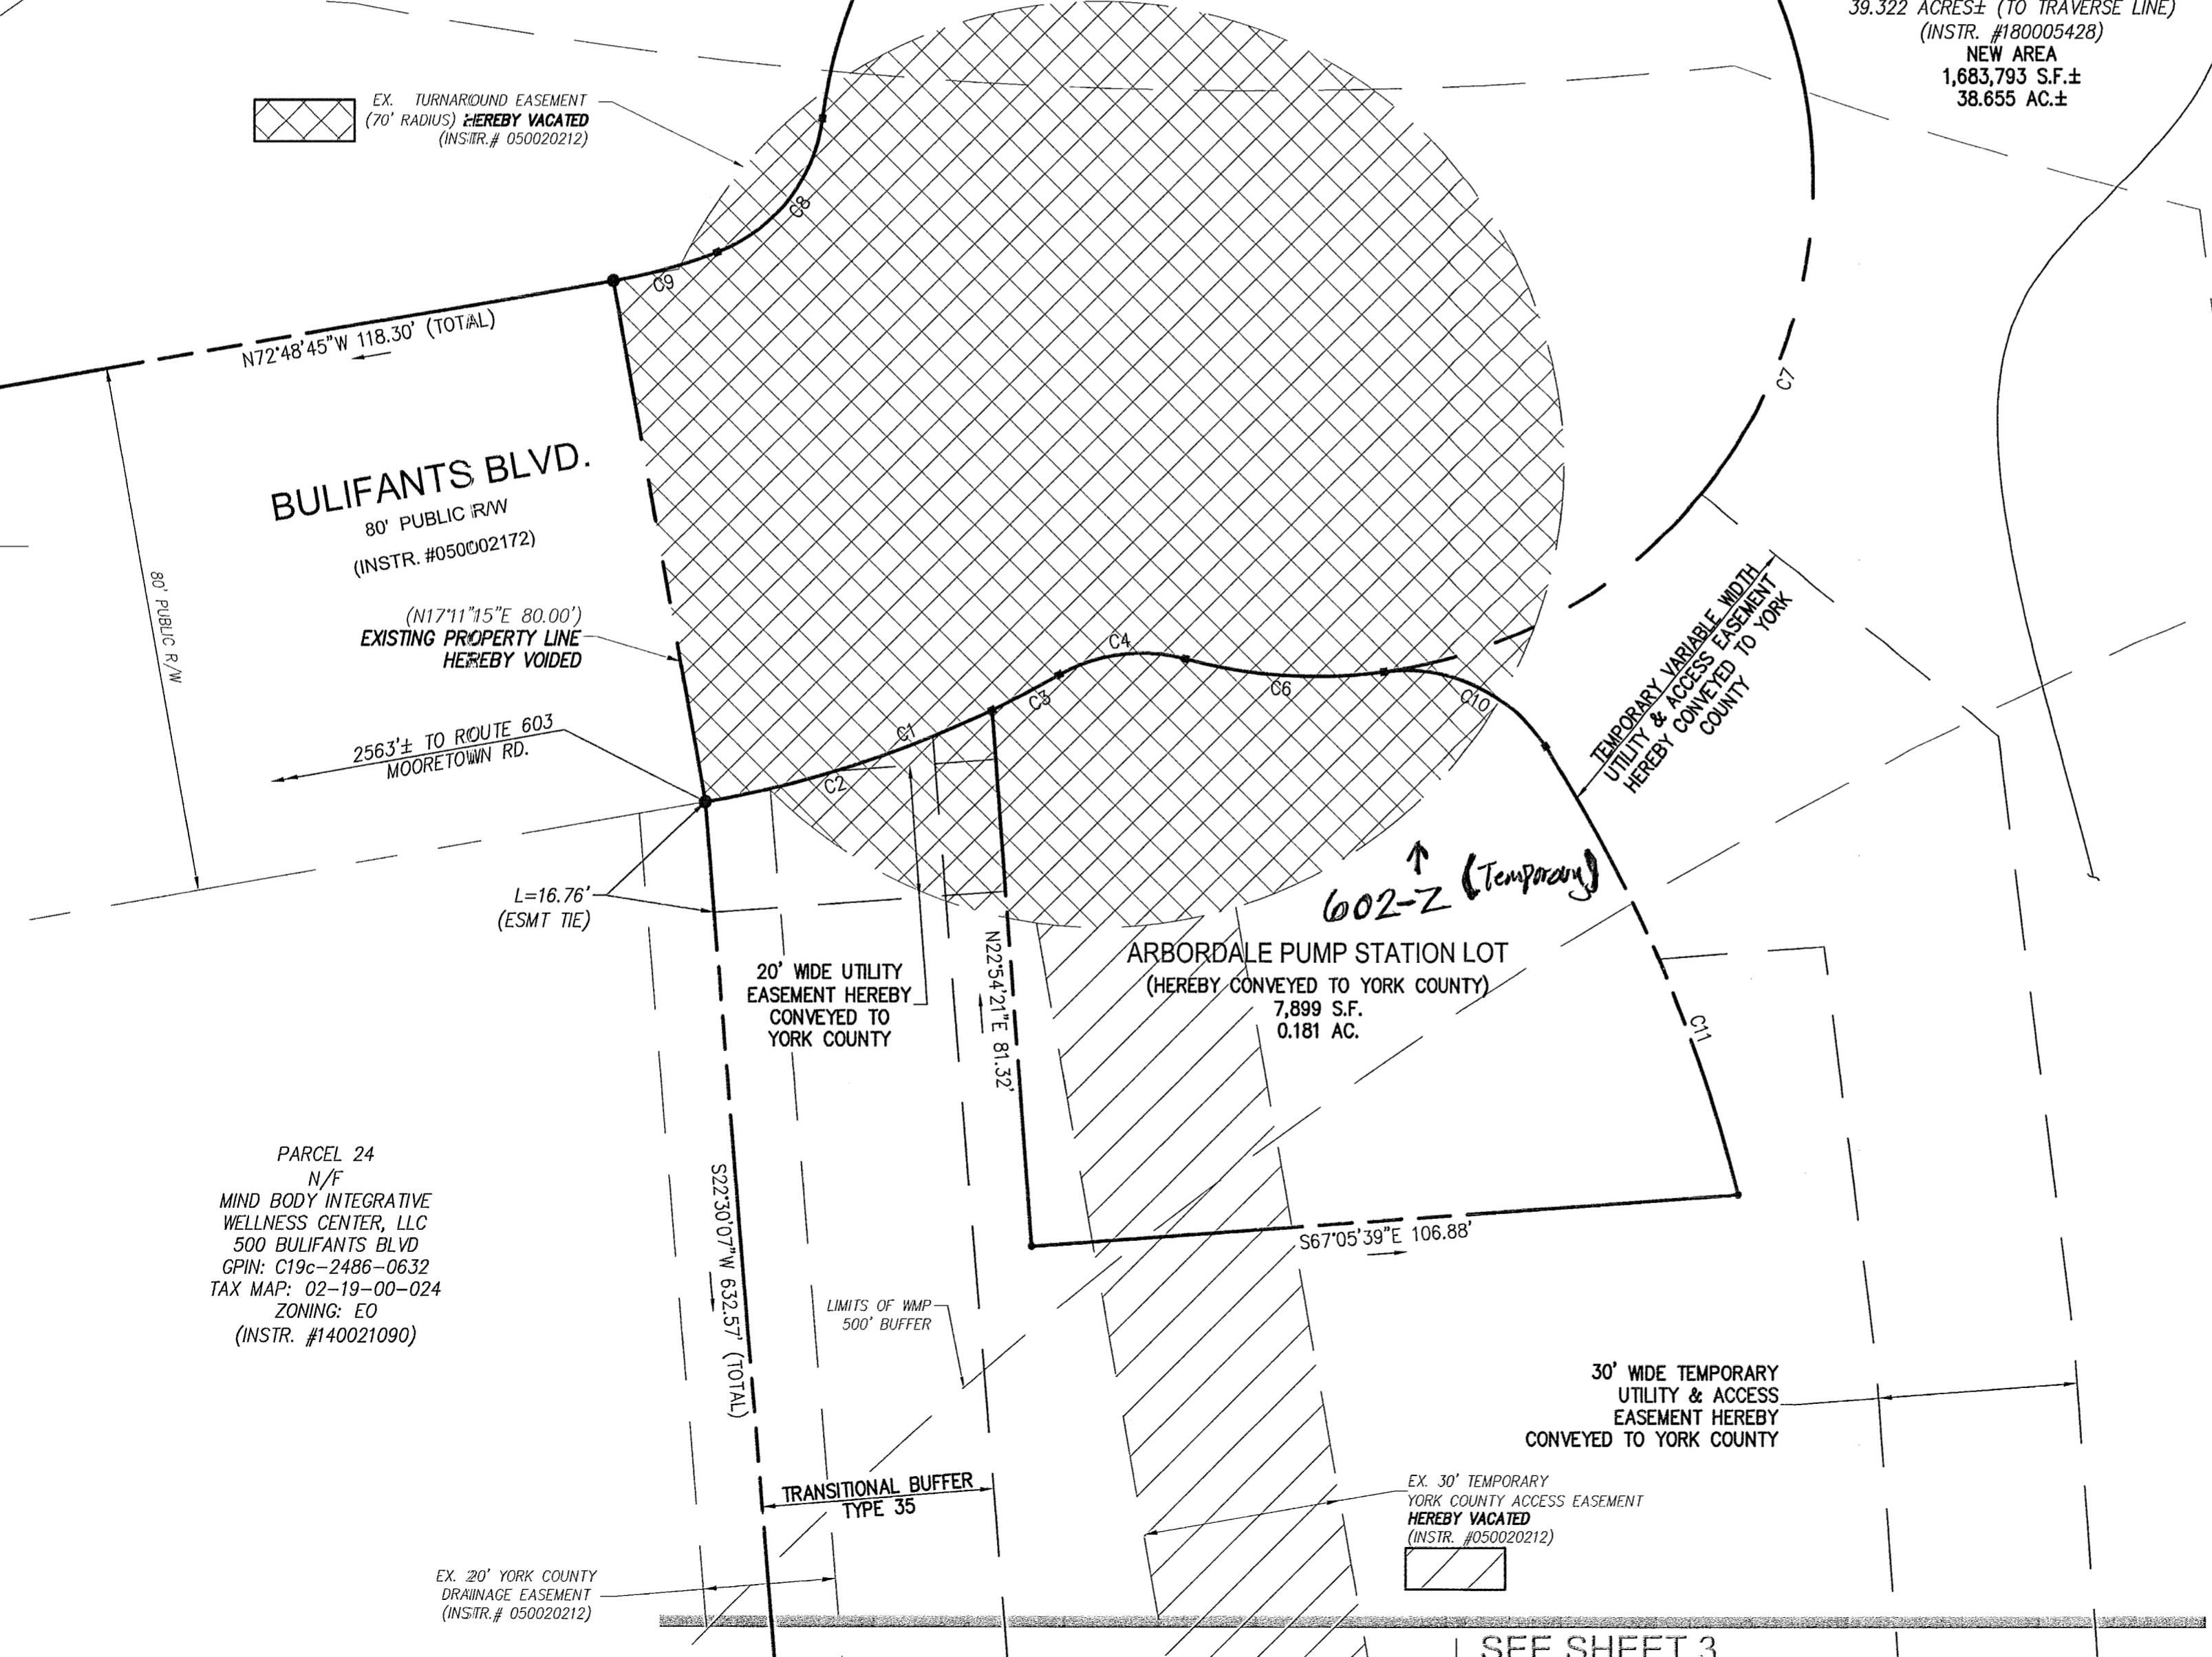 39.322 ACRES± (TO TRAVERSE LINE)
(INSTR. #180005428)
NEW AREA
1,683,793 S.F.±
38.655 AC.±
EX. TURNAROUND EASEMENT
(70' RADIUS) HEREBY VACATED
(INSTR.# 050020212)
C8
C9
N72°48'45"W 118.30' (TOTAL)
C7
BULIFANTS BLVD.
80' PUBLIC R/W
(INSTR. #050002172)
80' PUBLIC R/W
(N17°11'15"E 80.00')
EXISTING PROPERTY LINE
HEREBY VOIDED
2563'± TO ROUTE 603
MOORETOWN RD.
C4
C6
C3
C10
C1
C2
TEMPORARY VARIABLE WIDTH
UTILITY & ACCESS EASEMENT
HEREBY CONVEYED TO YORK
COUNTY
L=16.76'
(ESMT TIE)
↑
602-Z (Temporary)
ARBORDALE PUMP STATION LOT
(HEREBY CONVEYED TO YORK COUNTY)
7,899 S.F.
0.181 AC.
20' WIDE UTILITY
EASEMENT HEREBY
CONVEYED TO
YORK COUNTY
N22°54'21"E 81.32'
C11
S67°05'39"E 106.88'
S22°30'07"W 632.57' (TOTAL)
PARCEL 24
N/F
MIND BODY INTEGRATIVE
WELLNESS CENTER, LLC
500 BULIFANTS BLVD
GPIN: C19c-2486-0632
TAX MAP: 02-19-00-024
ZONING: EO
(INSTR. #140021090)
LIMITS OF WMP
500' BUFFER
30' WIDE TEMPORARY
UTILITY & ACCESS
EASEMENT HEREBY
CONVEYED TO YORK COUNTY
TRANSITIONAL BUFFER
TYPE 35
EX. 30' TEMPORARY
YORK COUNTY ACCESS EASEMENT
HEREBY VACATED
(INSTR. #050020212)
EX. 20' YORK COUNTY
DRAINAGE EASEMENT
(INSTR.# 050020212)
SEE SHEET 3